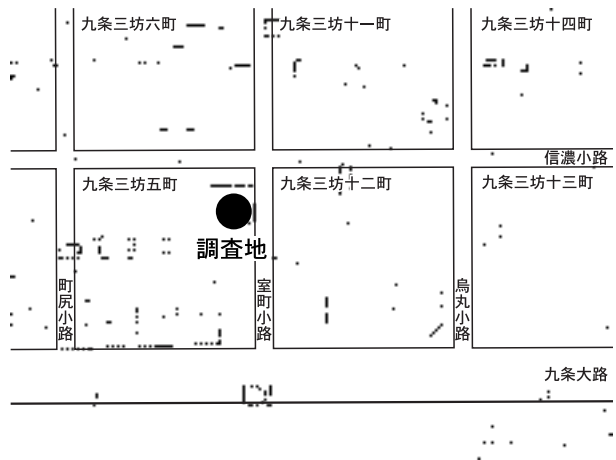 九条三坊六町
九条三坊十一町
九条三坊十四町
信濃小路
九条三坊五町
九条三坊十二町
九条三坊十三町
調査地
町尻小路
室町小路
烏丸小路
九条大路